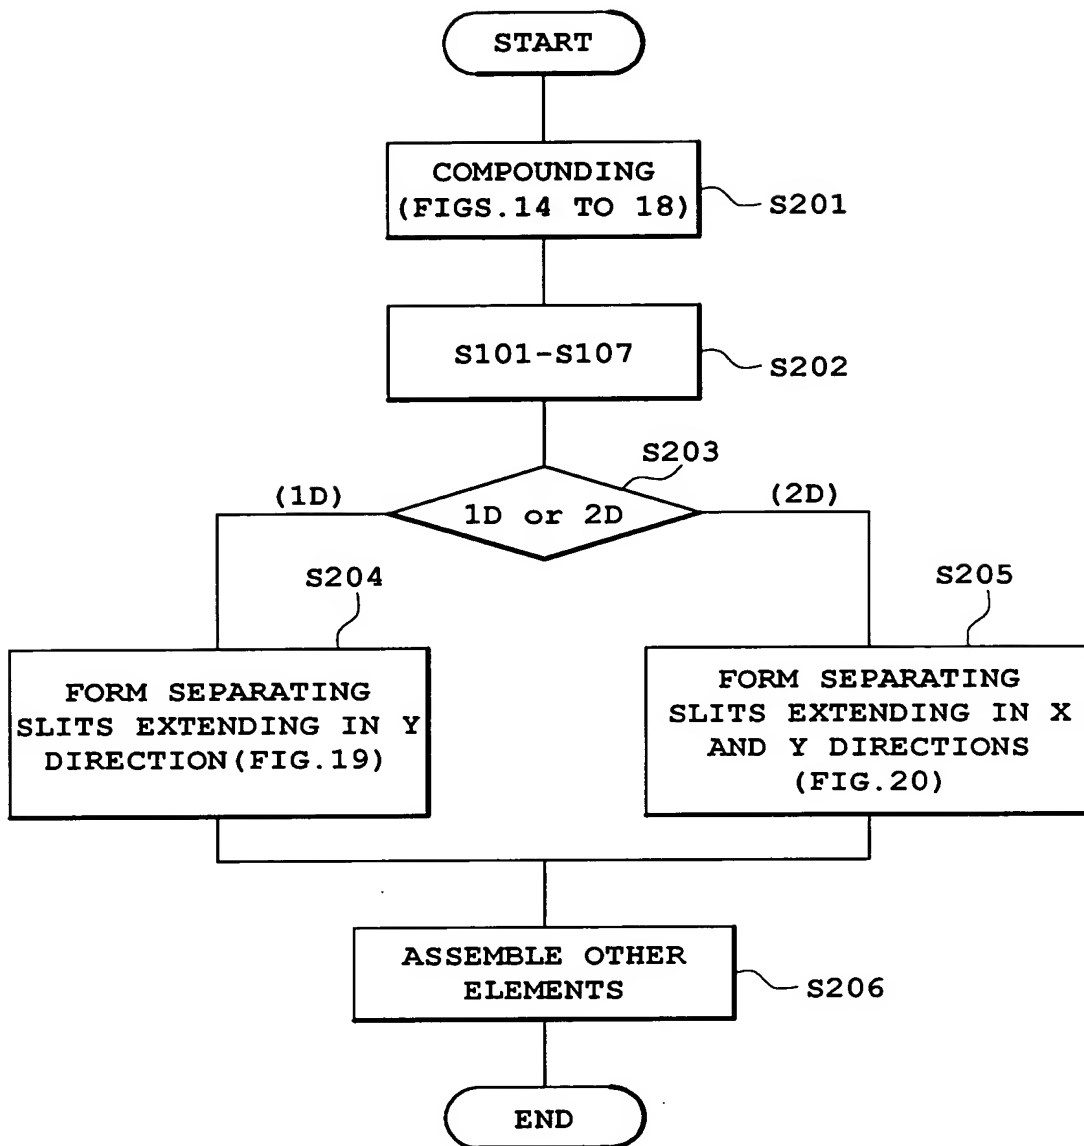 START
COMPOUNDING
(FIGS.14 TO 18)
S201
S101-S107
S202
S203
(1D)
1D or 2D
(2D)
S204
S205
FORM SEPARATING
SLITS EXTENDING IN Y
DIRECTION(FIG.19)
FORM SEPARATING
SLITS EXTENDING IN X
AND Y DIRECTIONS
(FIG.20)
ASSEMBLE OTHER
ELEMENTS
S206
END